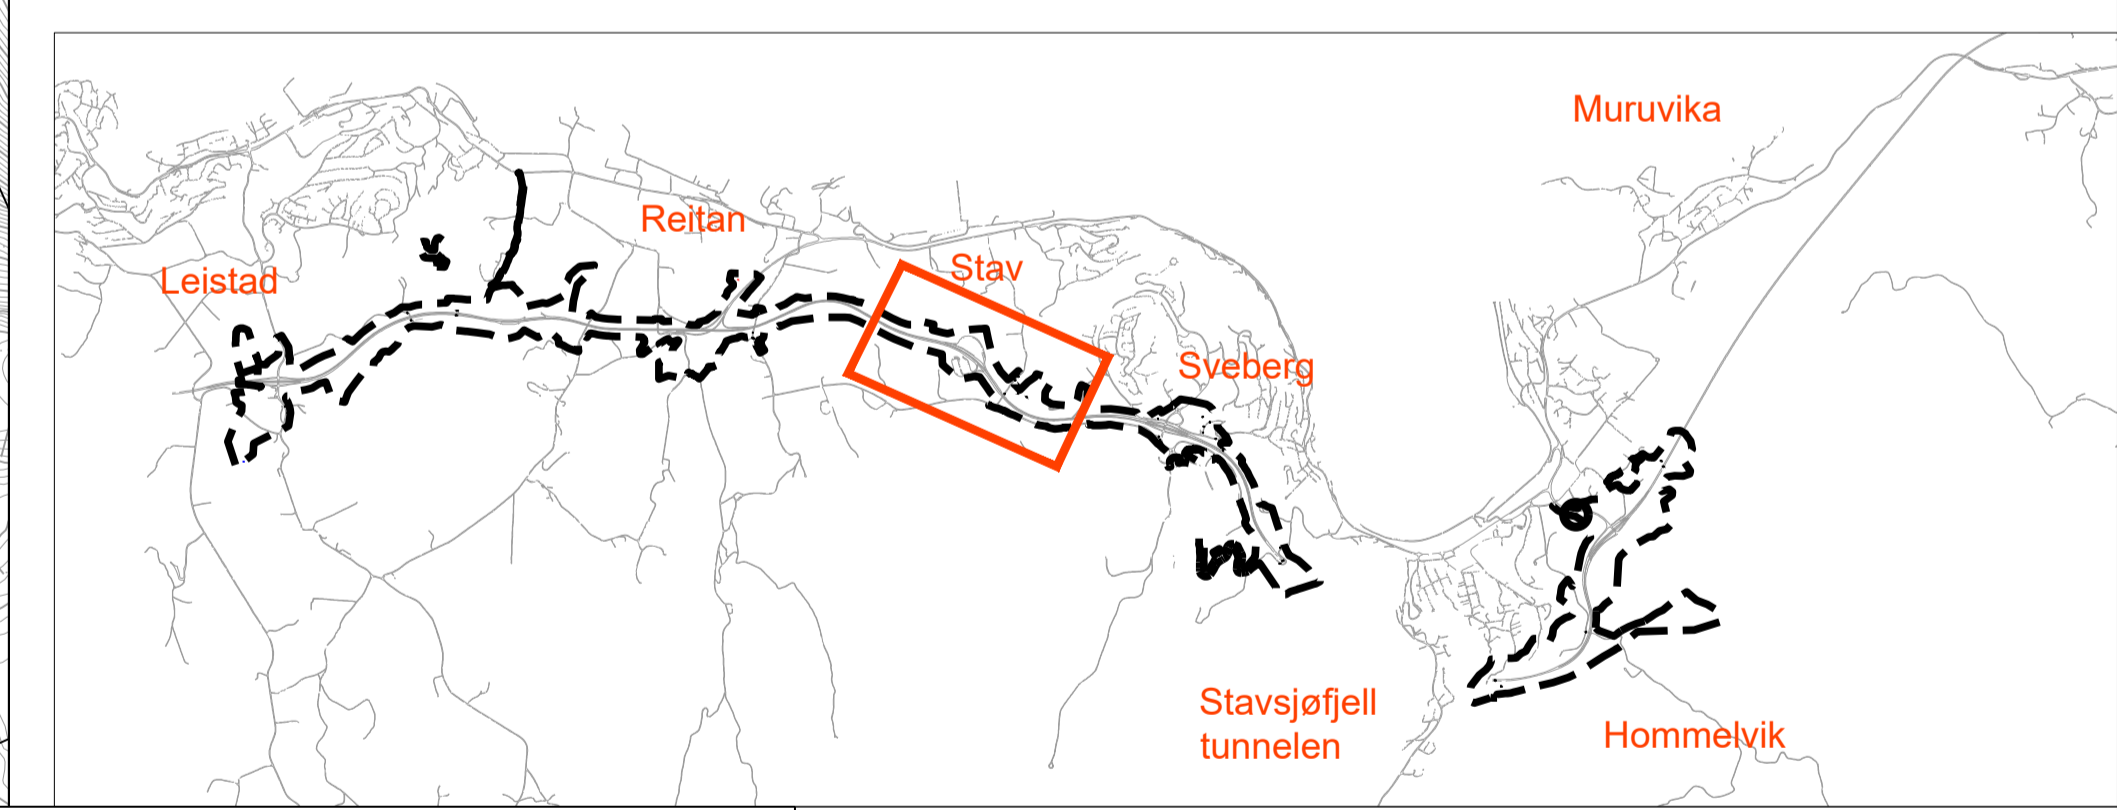 Muruvika
Reitan
Stav
Leistad
Sveberg
Stavsjøfjell
tunnelen
Hommelvik